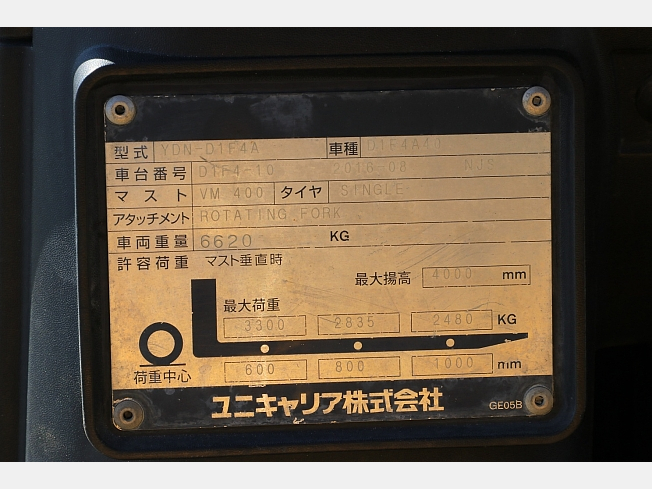 型式 YDN-D1F4A 車種 D1F4A40
車台番号 D1F4-10 2016-08 NJS
マスト VM 400 タイヤ SINGLE
アタッチメント ROTATING FORK
車両重量 6620 KG
許容荷重 マスト垂直時
最大揚高 4000 mm
最大荷重
3300 2835 2480 KG
荷重中心 600 800 1000 mm
ユニキャリア株式会社 GE05B